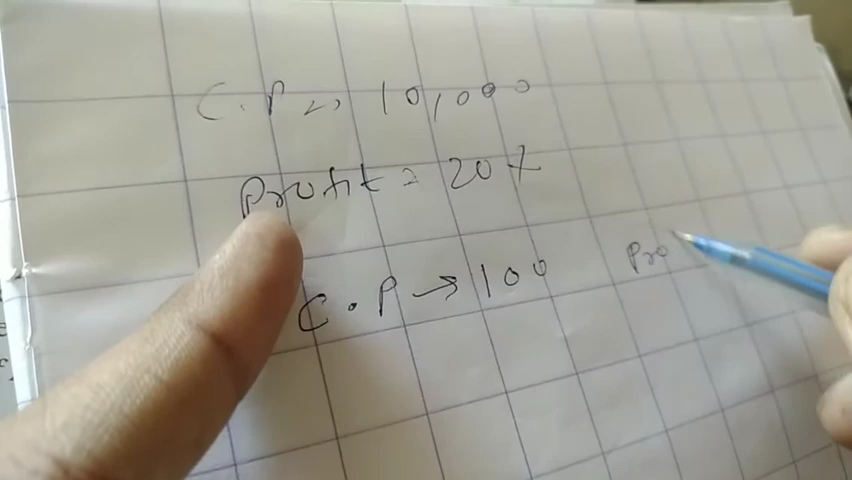 C.P => 10,000
Profit = 20%
C.P → 100 Pro